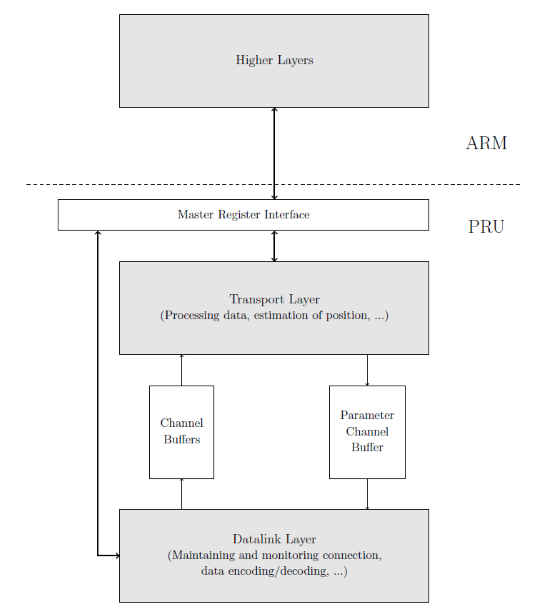 Higher Layers
ARM
Master Register Interface
PRU
Transport Layer
(Processing data, estimation of position, ...)
Channel
Buffers
Parameter
Channel
Buffer
Datalink Layer
(Maintaining and monitoring connection,
data encoding/decoding, ...)